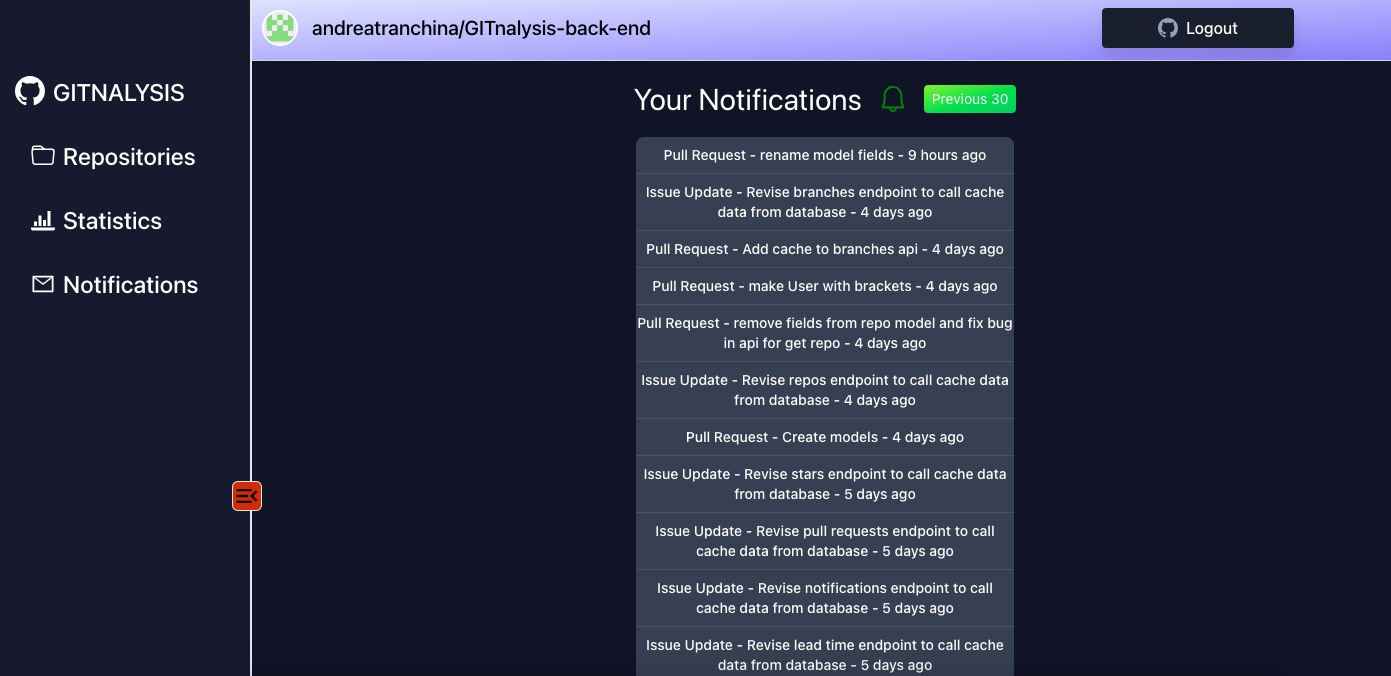 andreatranchina/GITnalysis-back-end
Logout
GITNALYSIS
Repositories
Statistics
Notifications
Your Notifications
Previous 30
Pull Request - rename model fields - 9 hours ago
Issue Update - Revise branches endpoint to call cache
data from database - 4 days ago
Pull Request - Add cache to branches api - 4 days ago
Pull Request - make User with brackets - 4 days ago
Pull Request - remove fields from repo model and fix bug
in api for get repo - 4 days ago
Issue Update - Revise repos endpoint to call cache data
from database - 4 days ago
Pull Request - Create models - 4 days ago
Issue Update - Revise stars endpoint to call cache data
from database - 5 days ago
Issue Update - Revise pull requests endpoint to call
cache data from database - 5 days ago
Issue Update - Revise notifications endpoint to call
cache data from database - 5 days ago
Issue Update - Revise lead time endpoint to call cache
data from database - 5 days ago